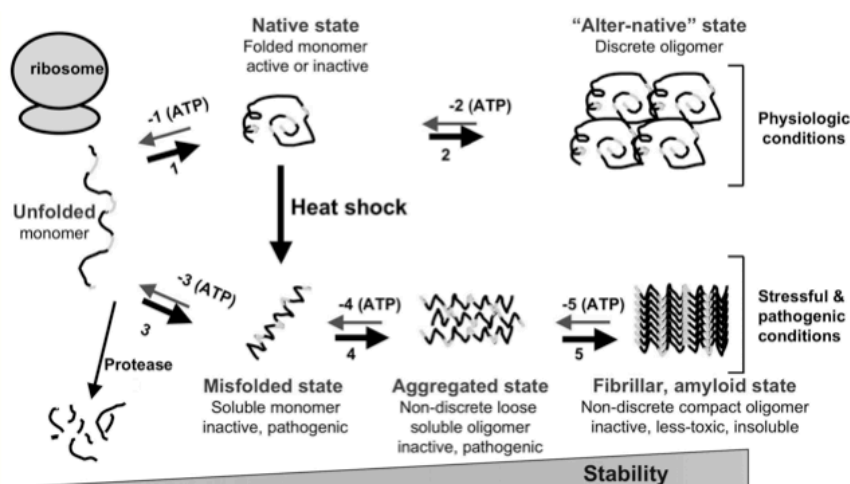 Native state
Folded monomer
active or inactive
“Alter-native” state
Discrete oligomer
ribosome
-1 (ATP)
1
-2 (ATP)
2
Physiologic
conditions
Unfolded
monomer
Heat shock
-3 (ATP)
3
-4 (ATP)
4
-5 (ATP)
5
Stressful &
pathogenic
conditions
Protease
Misfolded state
Soluble monomer
inactive, pathogenic
Aggregated state
Non-discrete loose
soluble oligomer
inactive, pathogenic
Fibrillar, amyloid state
Non-discrete compact oligomer
inactive, less-toxic, insoluble
Stability